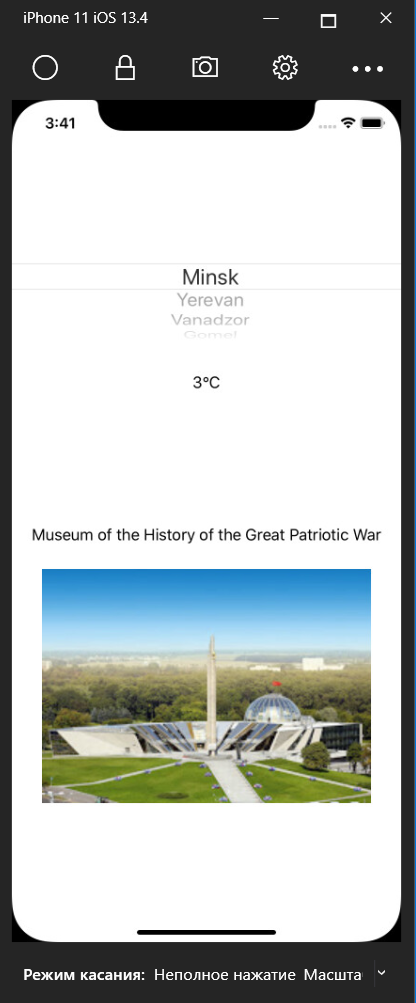 iPhone 11 iOS 13.4
3:41
Minsk
Yerevan
Vanadzor
Gomel
3°C
Museum of the History of the Great Patriotic War
Режим касания: Неполное нажатие Масшта